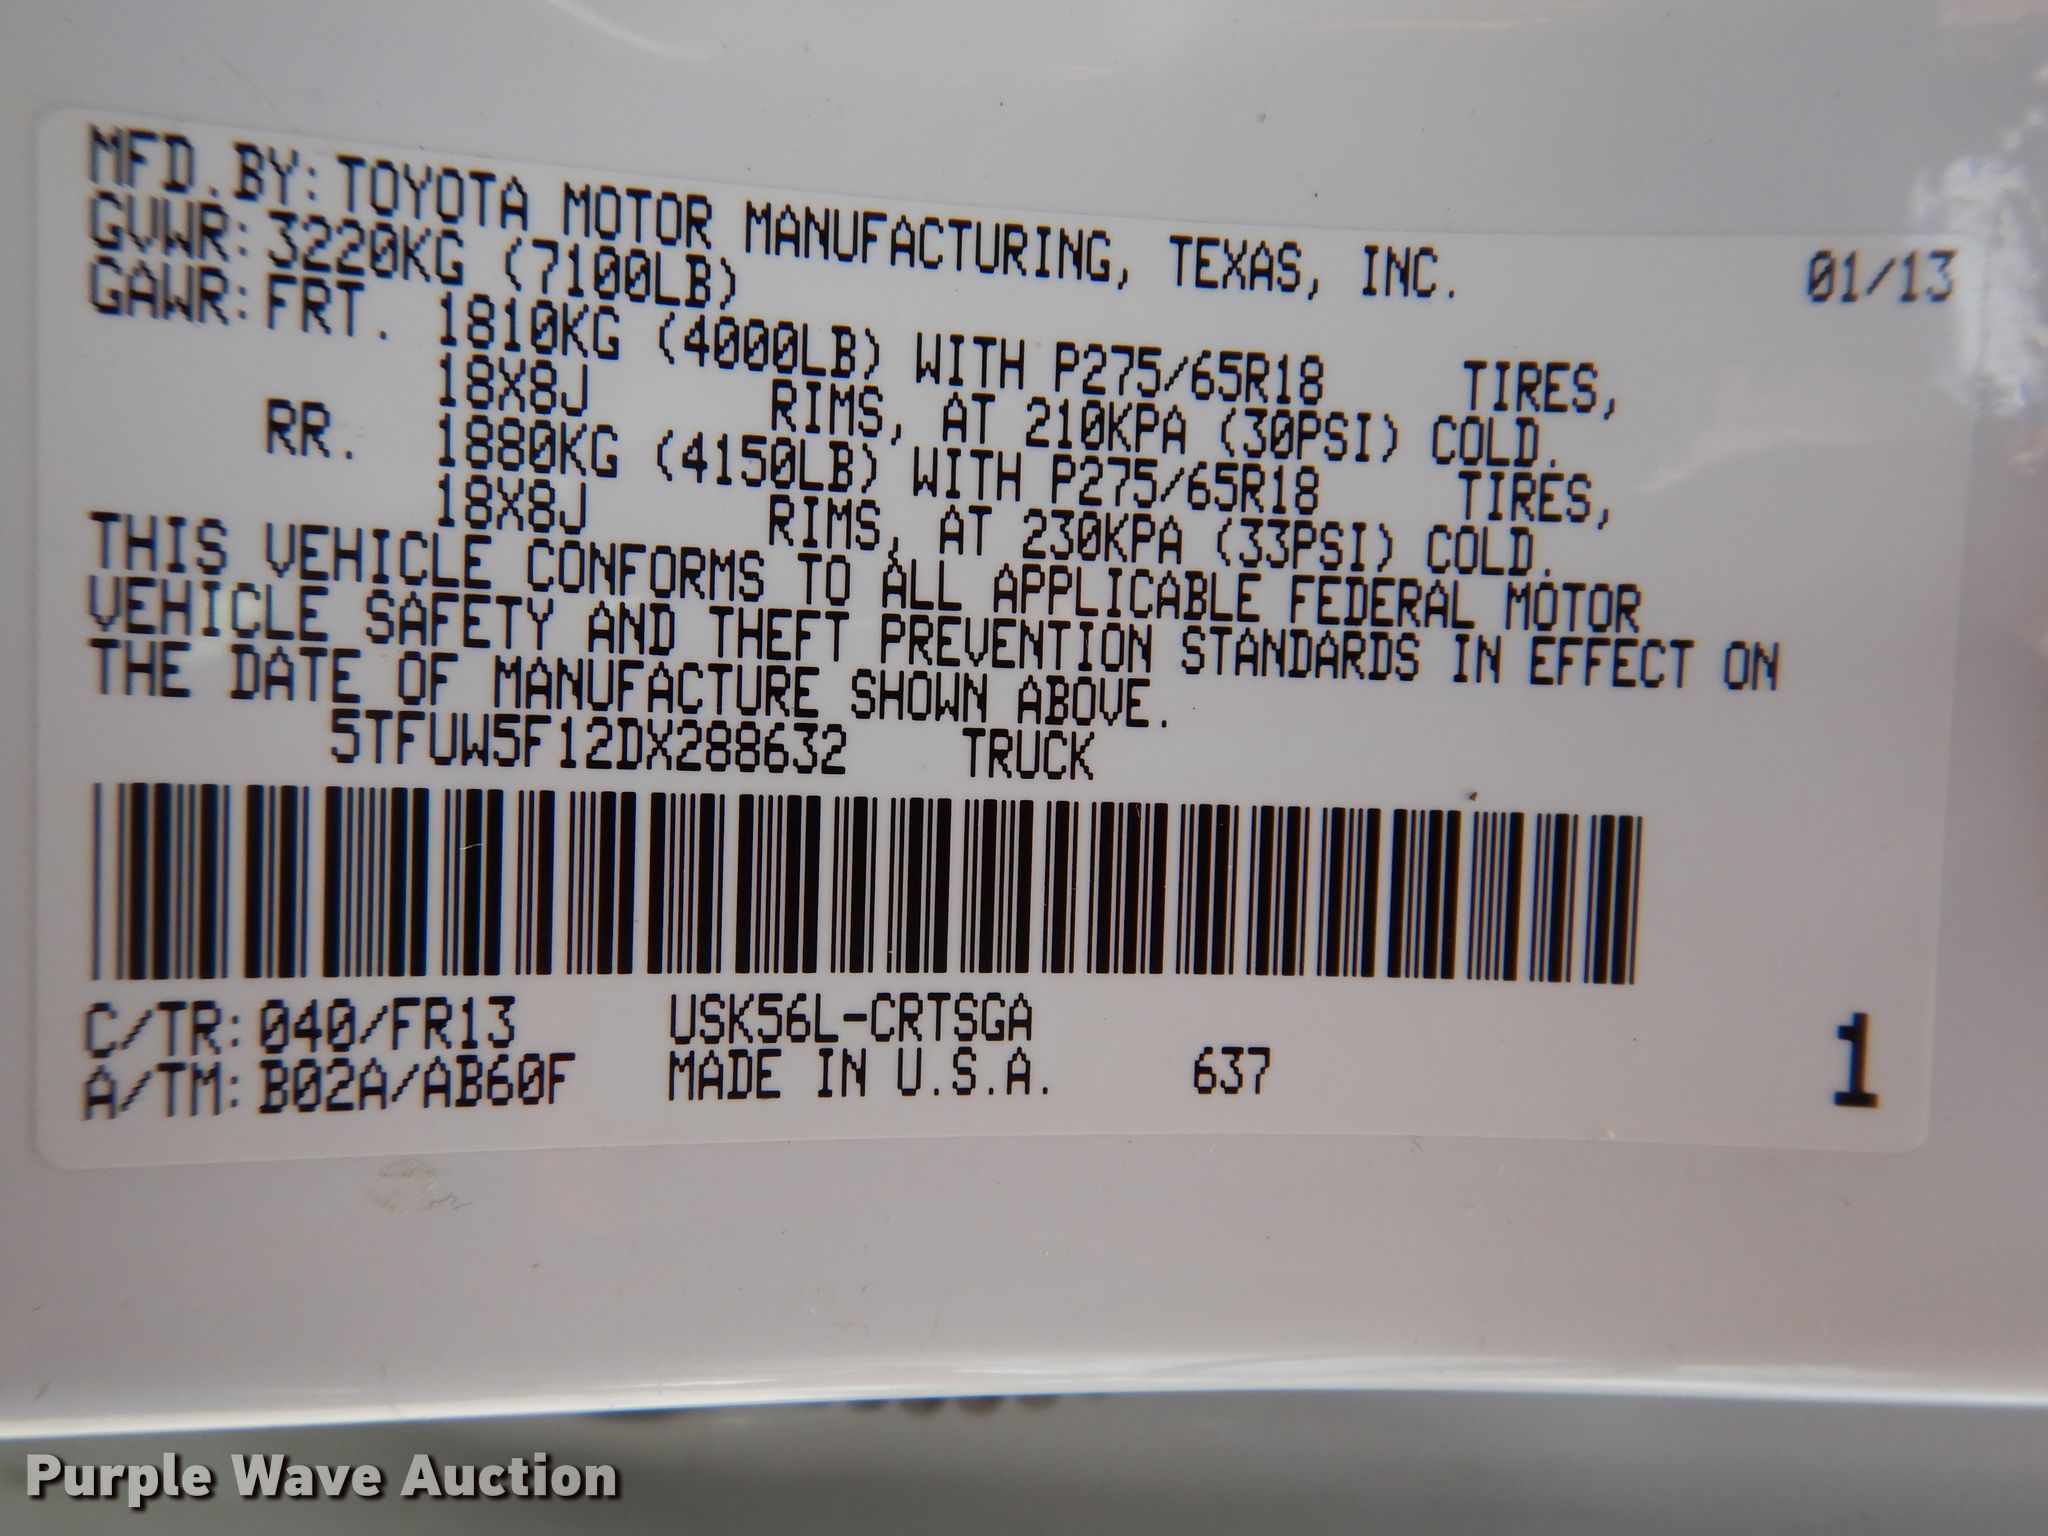 MFD.BY: TOYOTA MOTOR MANUFACTURING, TEXAS, INC. 01/13
GVWR: 3220KG (7100LB)
GAWR: FRT. 1810KG (4000LB) WITH P275/65R18 TIRES,
18X8J RIMS, AT 210KPA (30PSI) COLD.
RR. 1880KG (4150LB) WITH P275/65R18 TIRES,
18X8J RIMS, AT 230KPA (33PSI) COLD.
THIS VEHICLE CONFORMS TO ALL APPLICABLE FEDERAL MOTOR
VEHICLE SAFETY AND THEFT PREVENTION STANDARDS IN EFFECT ON
THE DATE OF MANUFACTURE SHOWN ABOVE.
5TFUW5F12DX288632 TRUCK
C/TR: 040/FR13 USK56L-CRTSGA
A/TM: B02A/AB60F MADE IN U.S.A. 637 1
Purple Wave Auction